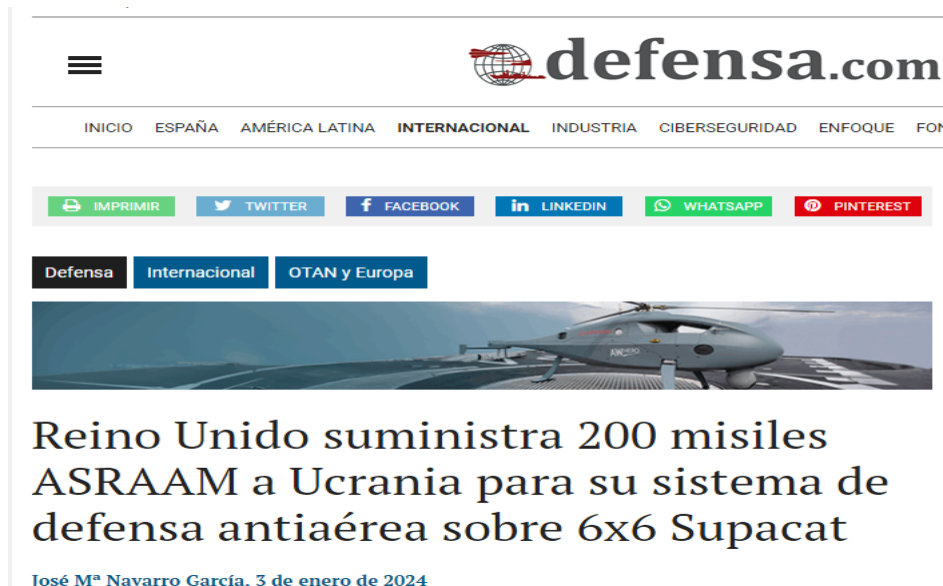 defensa.com
INICIO ESPAÑA AMÉRICA LATINA INTERNACIONAL INDUSTRIA CIBERSEGURIDAD ENFOQUE FON
IMPRIMIR TWITTER FACEBOOK LINKEDIN WHATSAPP PINTEREST
Defensa Internacional OTAN y Europa
Reino Unido suministra 200 misiles
ASRAAM a Ucrania para su sistema de
defensa antiaérea sobre 6x6 Supacat
José Mª Navarro García, 3 de enero de 2024